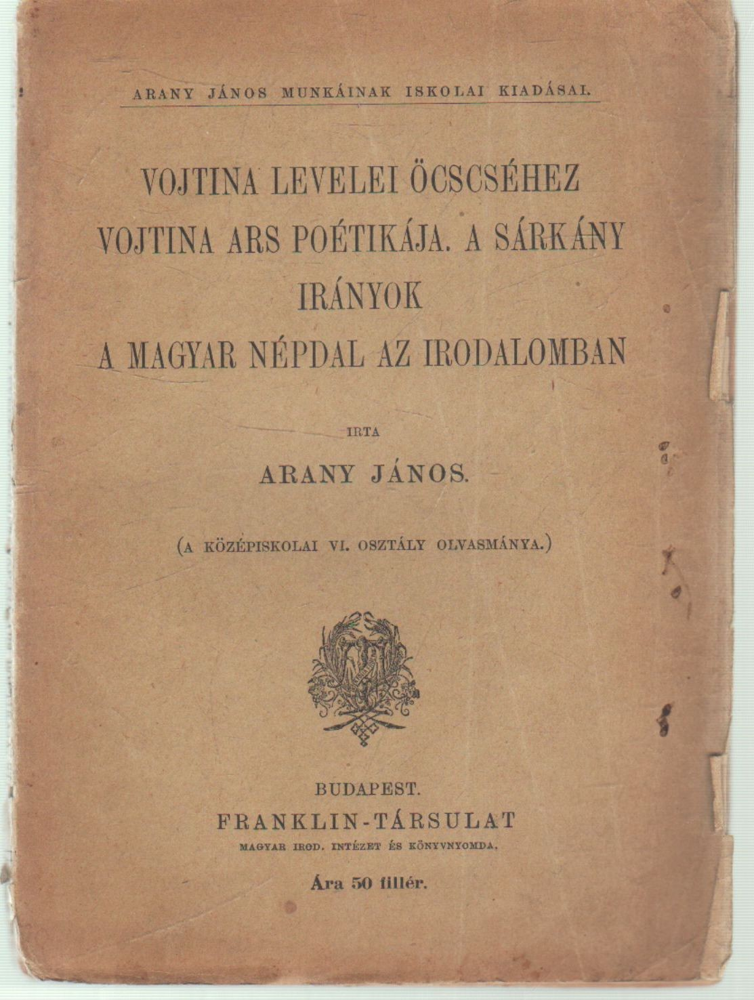 ARANY JÁNOS MUNKÁINAK ISKOLAI KIADÁSAI.
VOJTINA LEVELEI ÖCSCSÉHEZ
VOJTINA ARS POÉTIKÁJA. A SÁRKÁNY
IRÁNYOK
A MAGYAR NÉPDAL AZ IRODALOMBAN
IRTA
ARANY JÁNOS.
(A KÖZÉPISKOLAI VI. OSZTÁLY OLVASMÁNYA.)
BUDAPEST.
FRANKLIN-TÁRSULAT
MAGYAR IROD. INTÉZET ÉS KÖNYVNYOMDA.
Ára 50 fillér.